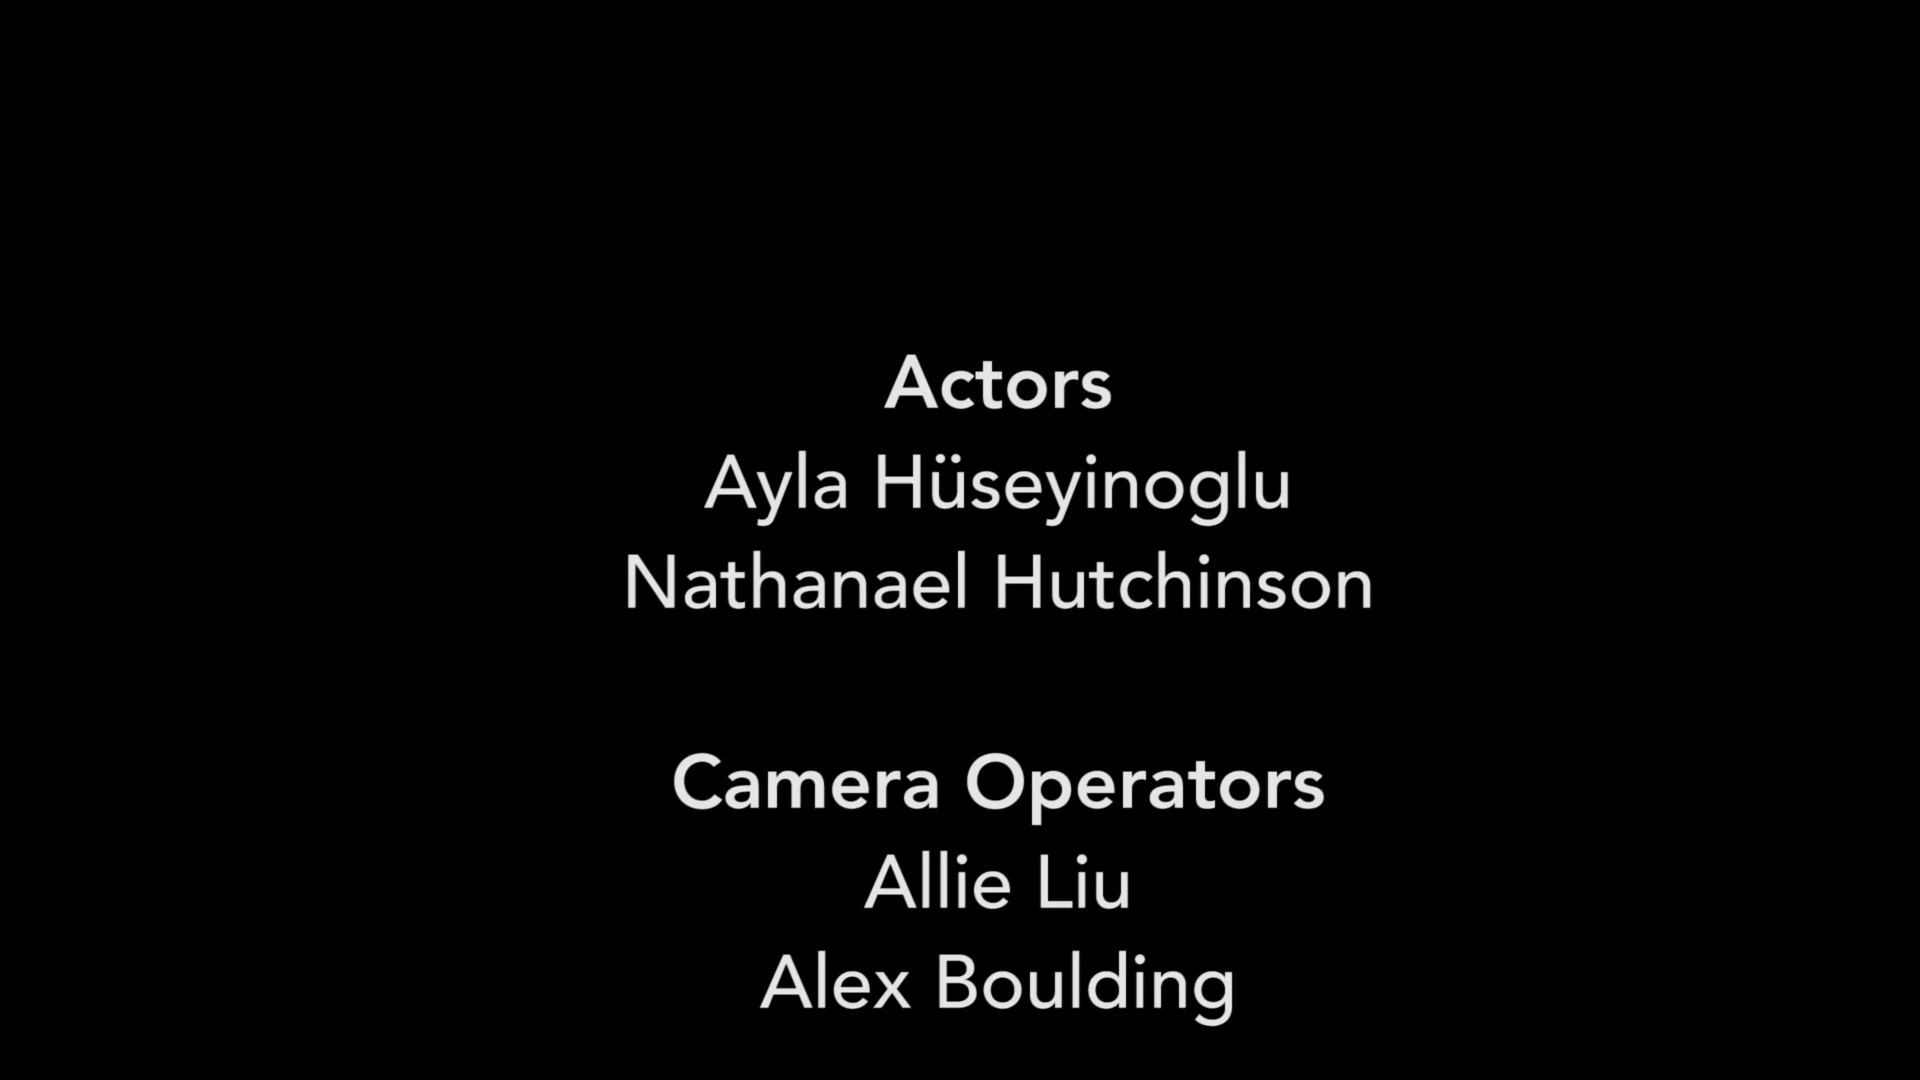 Actors
Ayla Hüseyinoglu
Nathanael Hutchinson
Camera Operators
Allie Liu
Alex Boulding